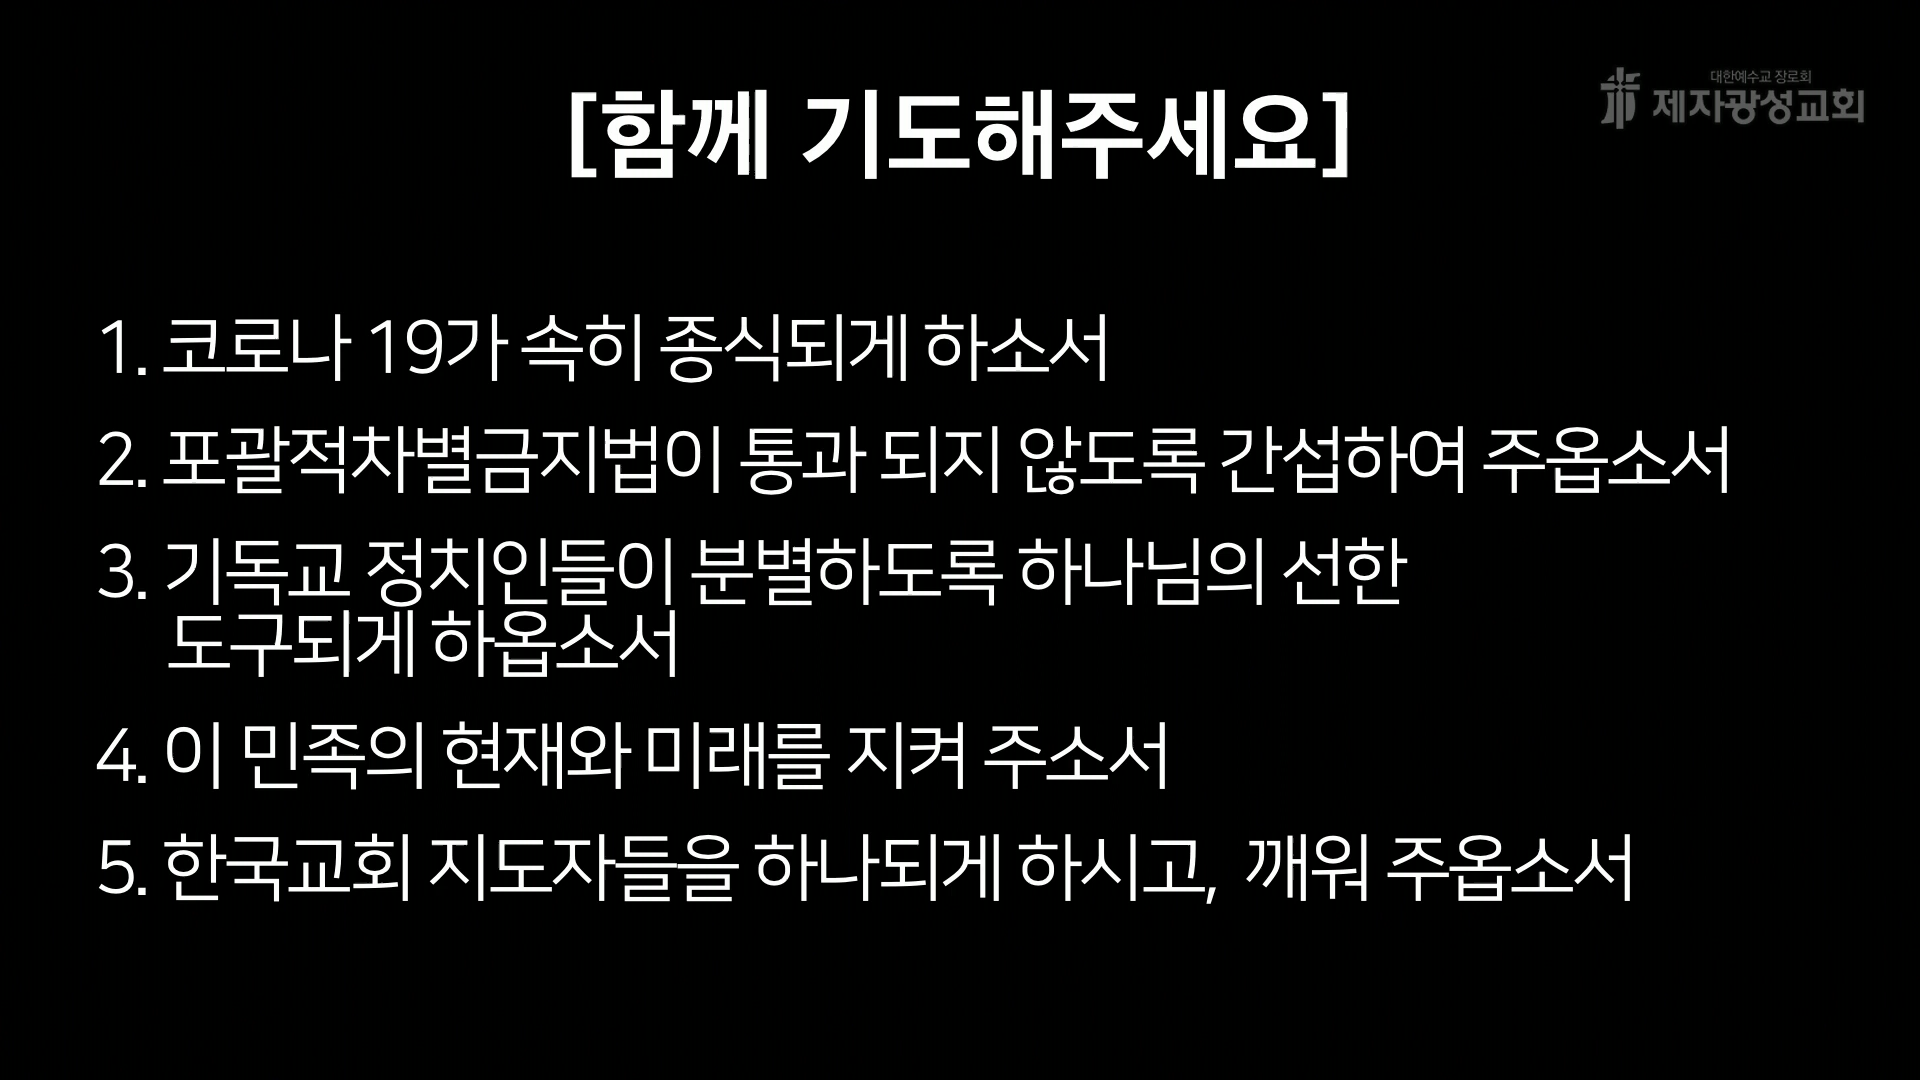 대한예수교 장로회
제자광성교회
[함께 기도해주세요]
1. 코로나 19가 속히 종식되게 하소서
2. 포괄적차별금지법이 통과 되지 않도록 간섭하여 주옵소서
3. 기독교 정치인들이 분별하도록 하나님의 선한
도구되게 하옵소서
4. 이 민족의 현재와 미래를 지켜 주소서
5. 한국교회 지도자들을 하나되게 하시고, 깨워 주옵소서